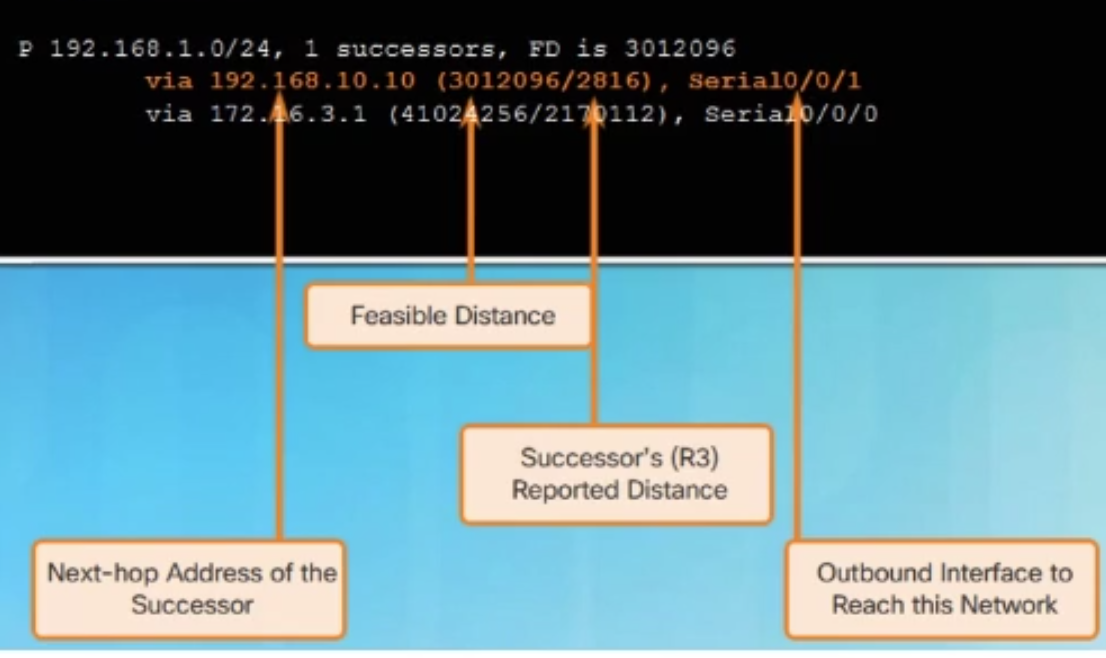 P 192.168.1.0/24, 1 successors, FD is 3012096
via 192.168.10.10 (3012096/2816), Serial0/0/1
via 172.16.3.1 (41024256/2170112), Serial0/0/0
Feasible Distance
Successor's (R3)
Reported Distance
Next-hop Address of the
Successor
Outbound Interface to
Reach this Network